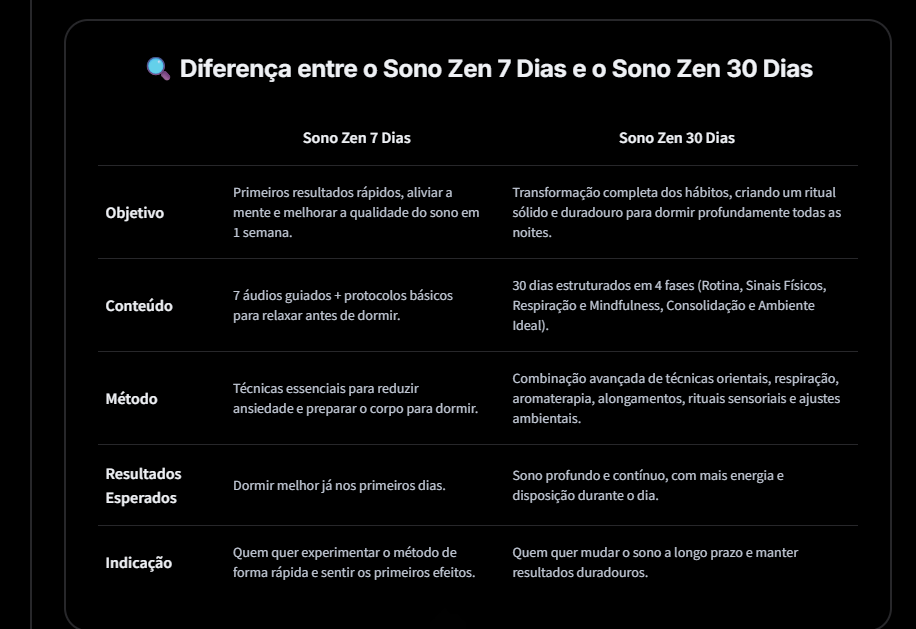 Diferença entre o Sono Zen 7 Dias e o Sono Zen 30 Dias
Sono Zen 7 Dias
Sono Zen 30 Dias
Objetivo
Primeiros resultados rápidos, aliviar a
mente e melhorar a qualidade do sono em
1 semana.
Transformação completa dos hábitos, criando um ritual
sólido e duradouro para dormir profundamente todas as
noites.
Conteúdo
7 áudios guiados + protocolos básicos
para relaxar antes de dormir.
30 dias estruturados em 4 fases (Rotina, Sinais Físicos,
Respiração e Mindfulness, Consolidação e Ambiente
Ideal).
Método
Técnicas essenciais para reduzir
ansiedade e preparar o corpo para dormir.
Combinação avançada de técnicas orientais, respiração,
aromaterapia, alongamentos, rituais sensoriais e ajustes
ambientais.
Resultados
Esperados
Dormir melhor já nos primeiros dias.
Sono profundo e contínuo, com mais energia e
disposição durante o dia.
Indicação
Quem quer experimentar o método de
forma rápida e sentir os primeiros efeitos.
Quem quer mudar o sono a longo prazo e manter
resultados duradouros.